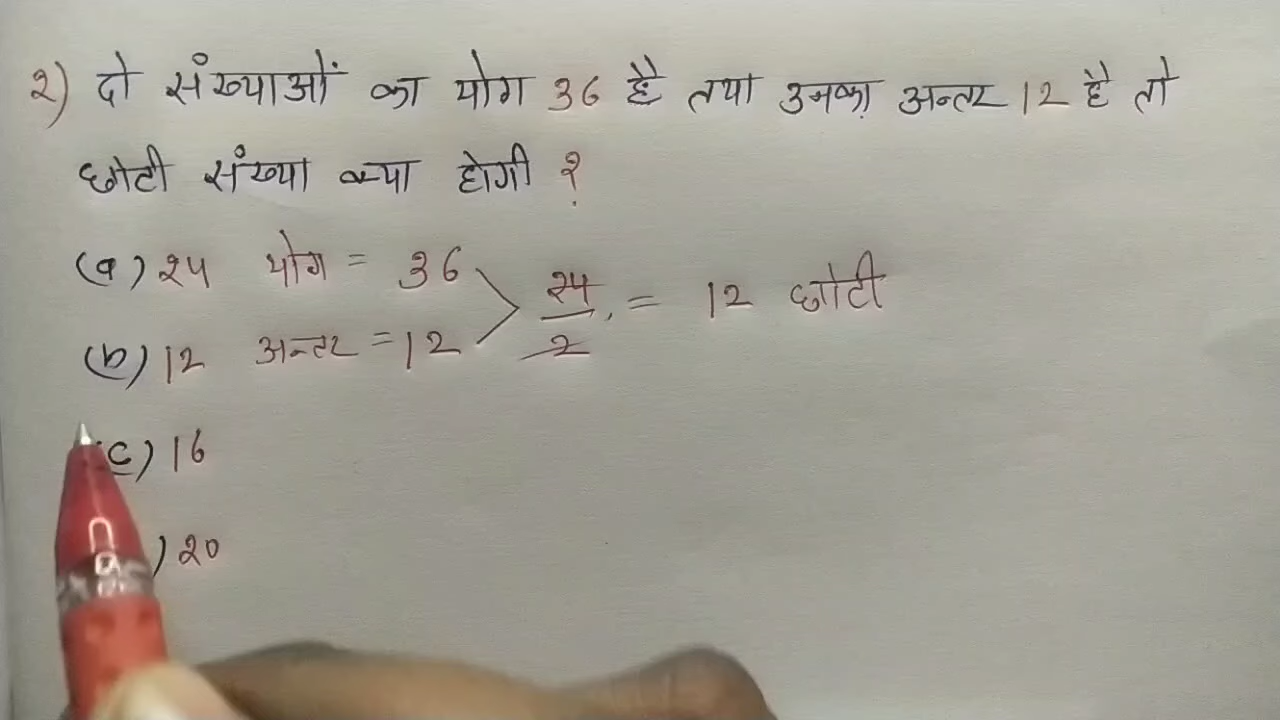 2) दो संख्याओं का योग 36 है तथा उनका अन्तर 12 है तो
छोटी संख्या क्या होगी ?
(a) 24 योग = 36
24/2 = 12 छोटी
(b) 12 अन्तर = 12
(c) 16
) 20